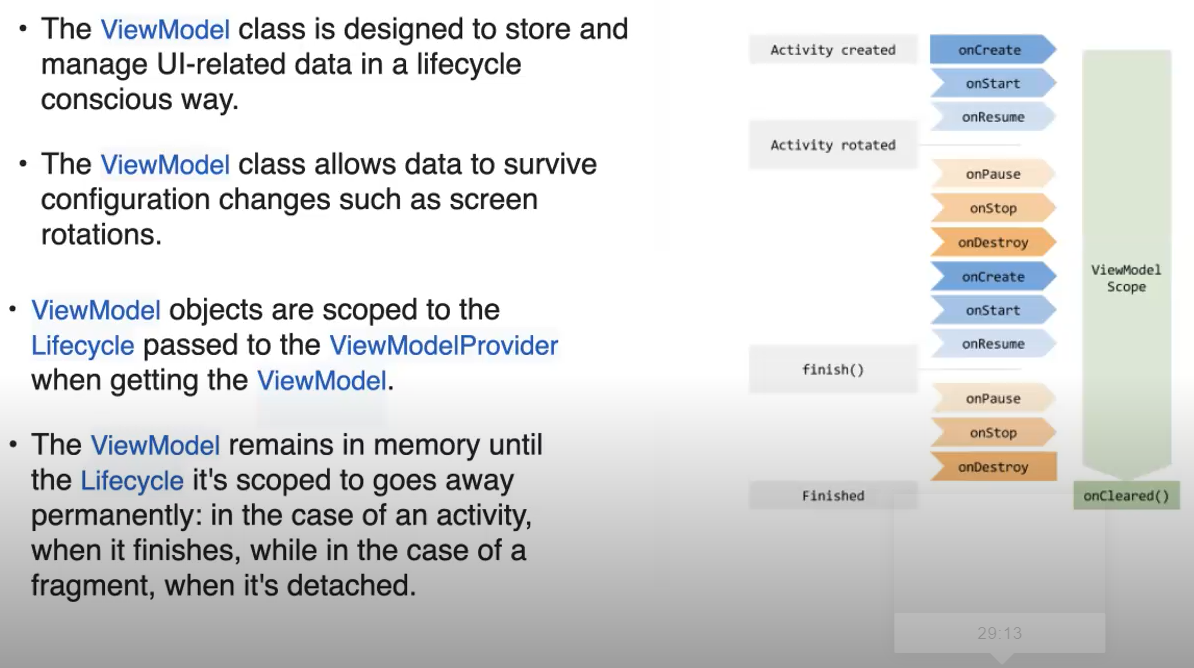 • The ViewModel class is designed to store and
manage UI-related data in a lifecycle
conscious way.
• The ViewModel class allows data to survive
configuration changes such as screen
rotations.
• ViewModel objects are scoped to the
Lifecycle passed to the ViewModelProvider
when getting the ViewModel.
• The ViewModel remains in memory until
the Lifecycle it's scoped to goes away
permanently: in the case of an activity,
when it finishes, while in the case of a
fragment, when it's detached.
Activity created
onCreate
onStart
onResume
Activity rotated
onPause
onStop
onDestroy
onCreate
onStart
onResume
finish()
onPause
onStop
onDestroy
Finished
ViewModel
Scope
onCleared()
29:13